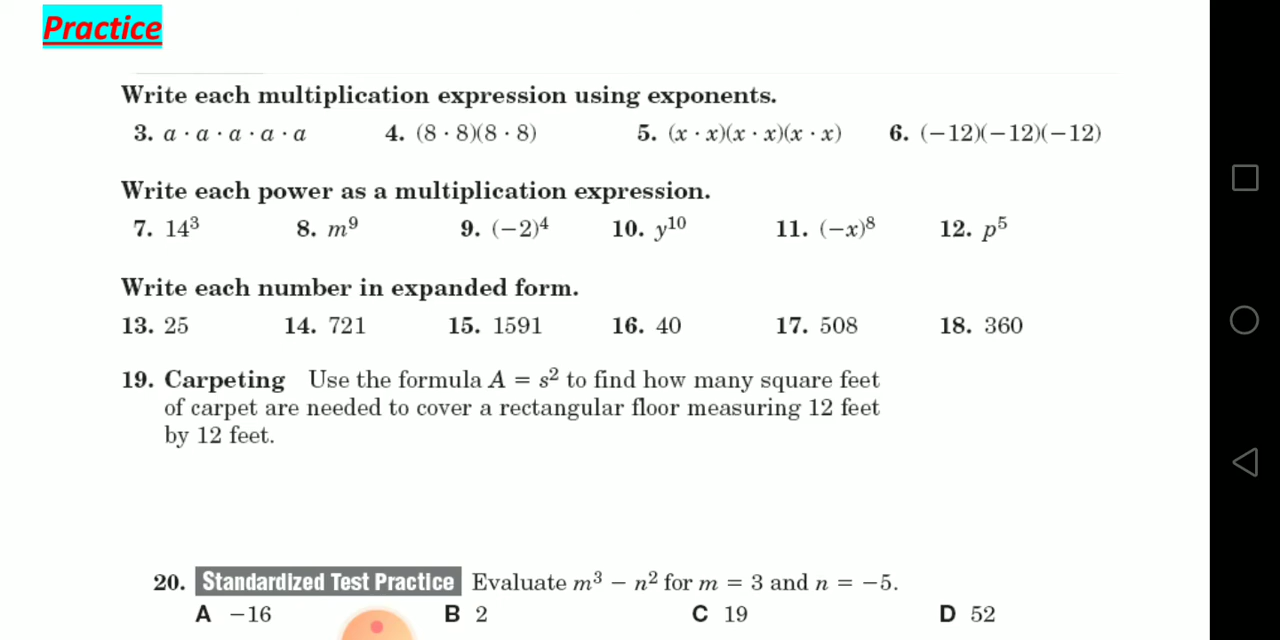 Practice
Write each multiplication expression using exponents.
3. a · a · a · a · a 4. (8 · 8)(8 · 8) 5. (x · x)(x · x)(x · x) 6. (−12)(−12)(−12)
Write each power as a multiplication expression.
7. 14³ 8. m⁹ 9. (−2)⁴ 10. y¹⁰ 11. (−x)⁸ 12. p⁵
Write each number in expanded form.
13. 25 14. 721 15. 1591 16. 40 17. 508 18. 360
19. Carpeting Use the formula A = s² to find how many square feet
of carpet are needed to cover a rectangular floor measuring 12 feet
by 12 feet.
20. Standardized Test Practice Evaluate m³ − n² for m = 3 and n = −5.
A −16 B 2 C 19 D 52